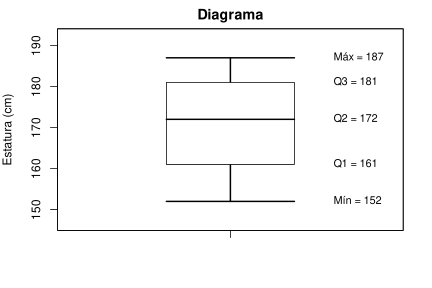 Diagrama
Estatura (cm)
190
180
170
160
150
Máx = 187
Q3 = 181
Q2 = 172
Q1 = 161
Mín = 152